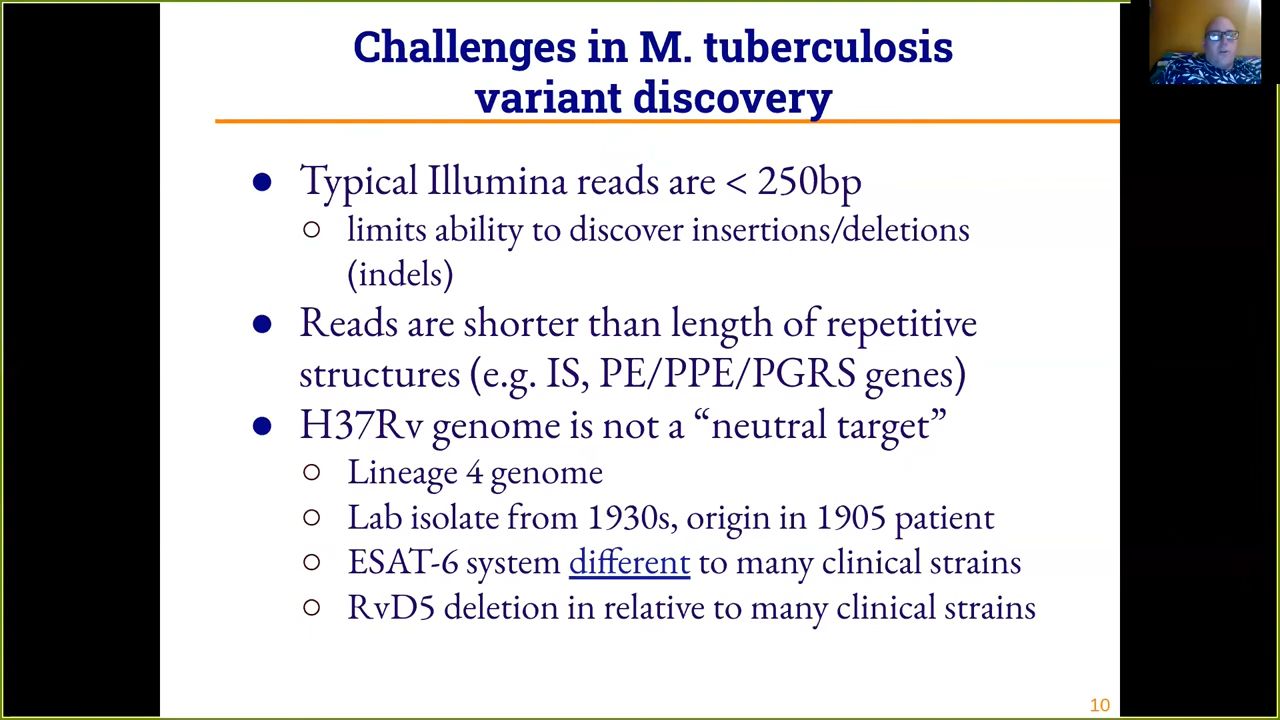 Challenges in M. tuberculosis
variant discovery
● Typical Illumina reads are < 250bp
○ limits ability to discover insertions/deletions
(indels)
● Reads are shorter than length of repetitive
structures (e.g. IS, PE/PPE/PGRS genes)
● H37Rv genome is not a “neutral target”
○ Lineage 4 genome
○ Lab isolate from 1930s, origin in 1905 patient
○ ESAT-6 system different to many clinical strains
○ RvD5 deletion in relative to many clinical strains
10